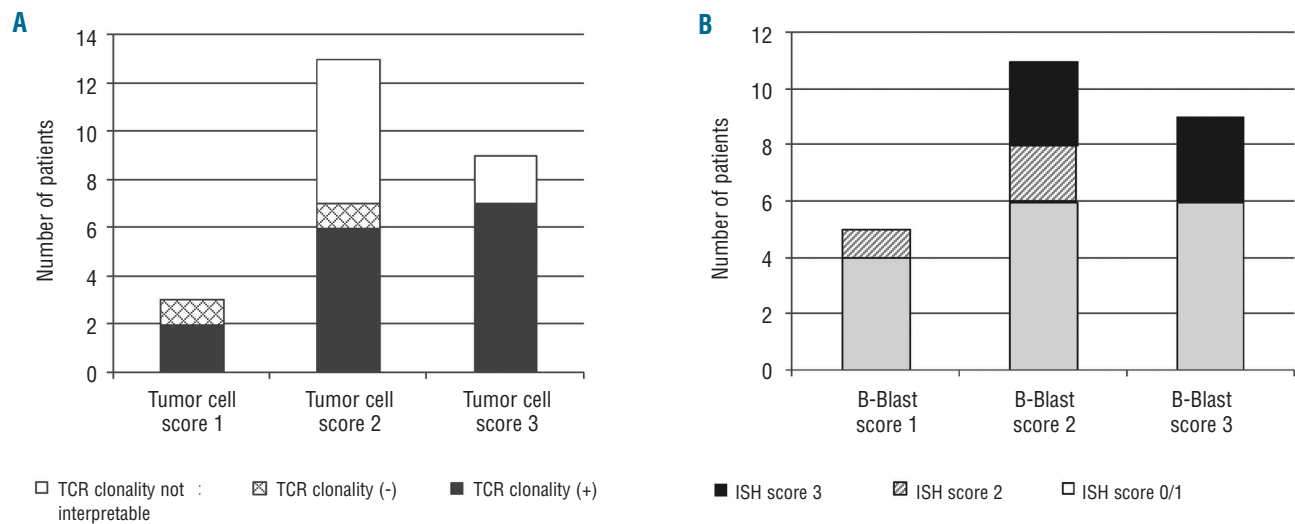 A
14
12
10
8
6
4
2
0
Number of patients
Tumor cell
score 1
Tumor cell
score 2
Tumor cell
score 3
TCR clonality not :
interpretable
TCR clonality (-)
TCR clonality (+)
B
12
10
8
6
4
2
0
Number of patients
B-Blast
score 1
B-Blast
score 2
B-Blast
score 3
ISH score 3
ISH score 2
ISH score 0/1